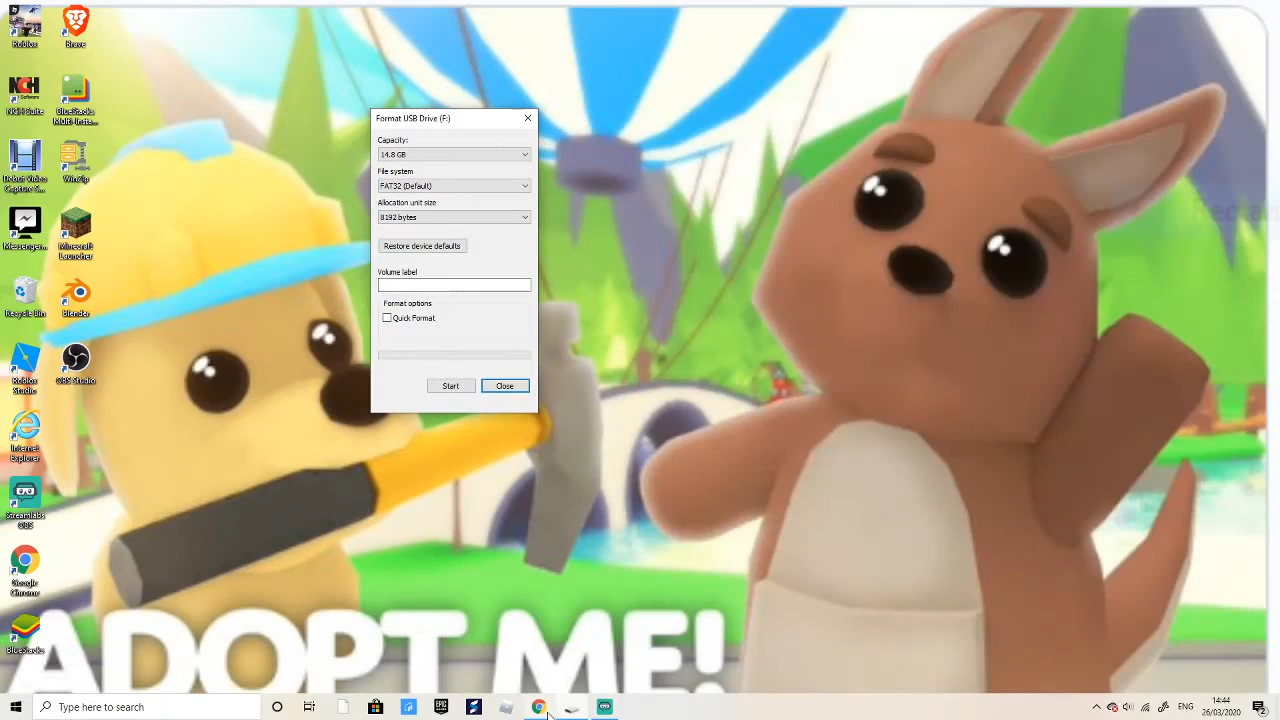 Roblox
Brave
NCH Suite
BlueStacks
Multi-Insta...
Debut Video
Capture S...
WinZip
Messenger...
Minecraft
Launcher
Recycle Bin
Blender
Roblox
Studio
OBS Studio
Internet
Explorer
Streamlabs
OBS
Google
Chrome
BlueStacks
Format USB Drive (F:)
Capacity:
14.8 GB
File system
FAT32 (Default)
Allocation unit size
8192 bytes
Restore device defaults
Volume label
Format options
Quick Format
Start
Close
ADOPT ME!
Type here to search
EPIC
ENG
14:44
26/03/2020
2